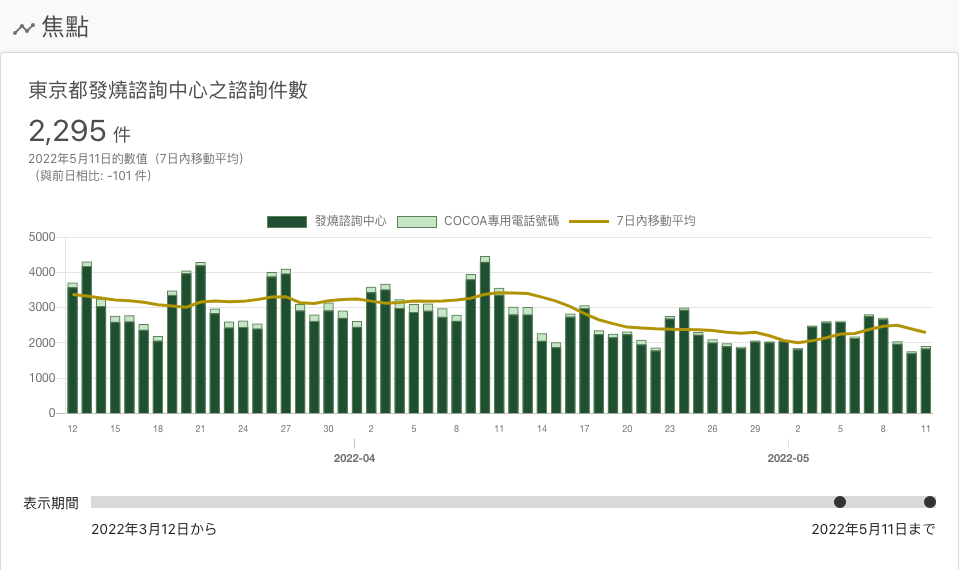 焦點
東京都發燒諮詢中心之諮詢件數
2,295 件
2022年5月11日的數值（7日內移動平均）
（與前日相比: -101 件）
發燒諮詢中心 COCOA專用電話號碼 7日內移動平均
5000
4000
3000
2000
1000
0
12 15 18 21 24 27 30 2 5 8 11 14 17 20 23 26 29 2 5 8 11
2022-04 2022-05
表示期間
2022年3月12日から 2022年5月11日まで